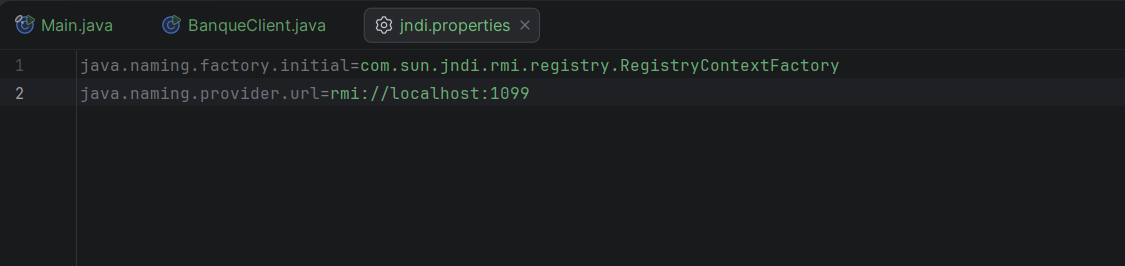 Main.java BanqueClient.java jndi.properties
1 java.naming.factory.initial=com.sun.jndi.rmi.registry.RegistryContextFactory
2 java.naming.provider.url=rmi://localhost:1099